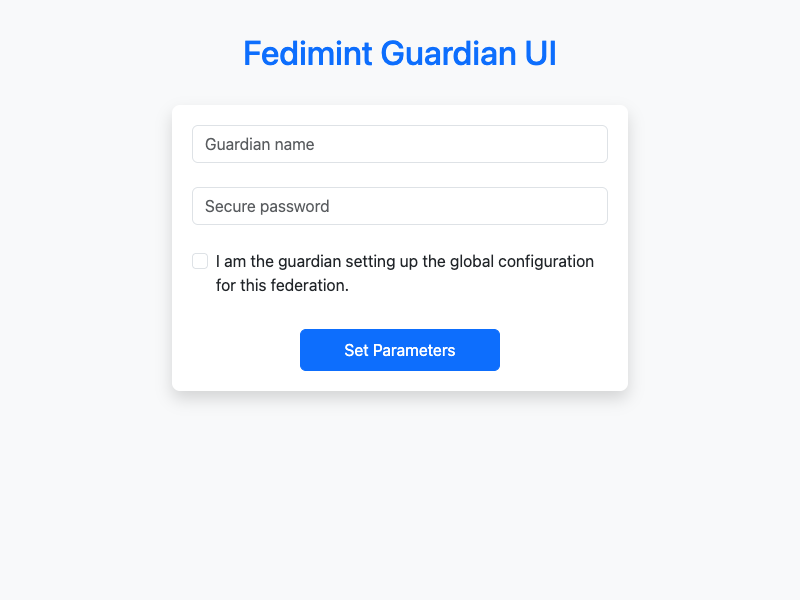 Fedimint Guardian UI
Guardian name
Secure password
I am the guardian setting up the global configuration
for this federation.
Set Parameters